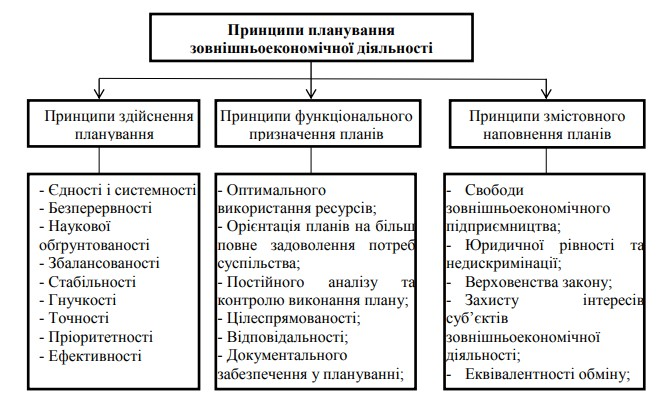 Принципи планування
зовнішньоекономічної діяльності
Принципи здійснення
планування
Принципи функціонального
призначення планів
Принципи змістовного
наповнення планів
- Єдності і системності
- Безперервності
- Наукової
обґрунтованості
- Збалансованості
- Стабільності
- Гнучкості
- Точності
- Пріоритетності
- Ефективності
- Оптимального
використання ресурсів;
- Орієнтація планів на більш
повне задоволення потреб
суспільства;
- Постійного аналізу та
контролю виконання плану;
- Цілеспрямованості;
- Відповідальності;
- Документального
забезпечення у плануванні;
- Свободи
зовнішньоекономічного
підприємництва;
- Юридичної рівності та
недискримінації;
- Верховенства закону;
- Захисту інтересів
суб’єктів
зовнішньоекономічної
діяльності;
- Еквівалентності обміну;